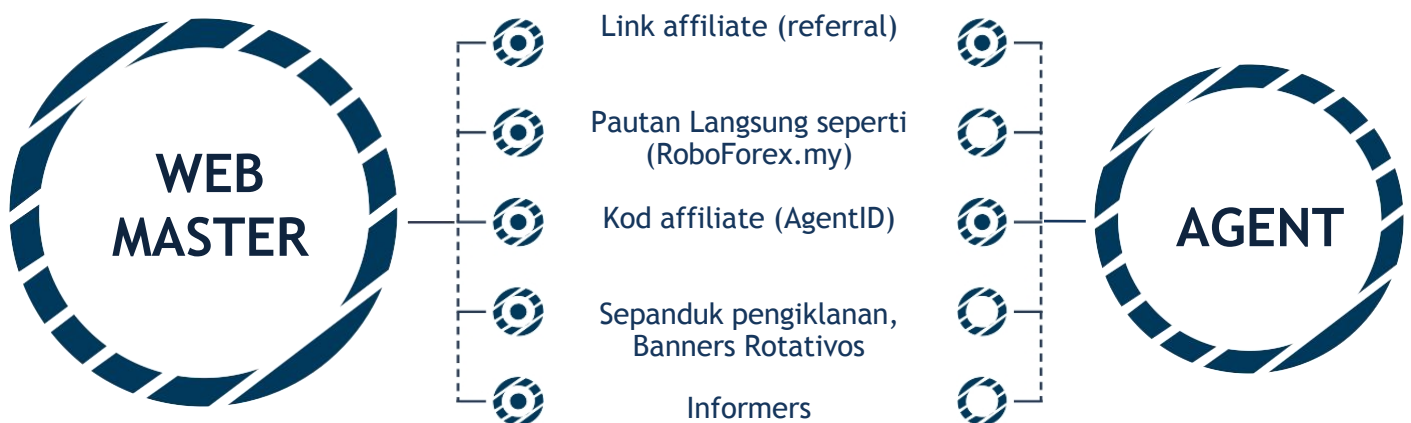 WEB
MASTER
Link affiliate (referral)
Pautan Langsung seperti
(RoboForex.my)
Kod affiliate (AgentID)
Sepanduk pengiklanan,
Banners Rotativos
Informers
AGENT